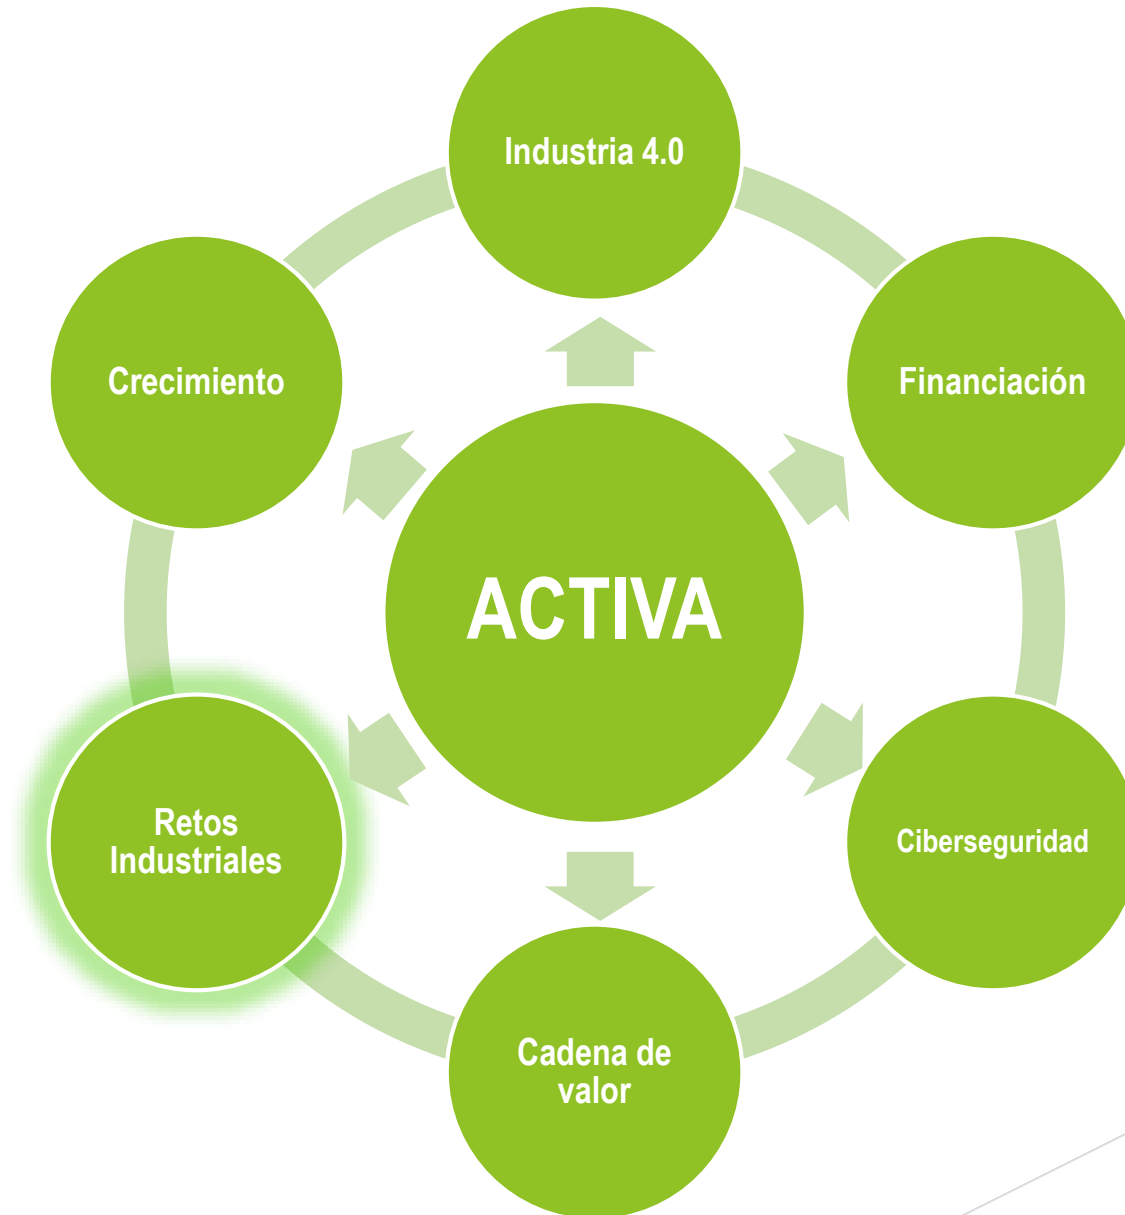 Industria 4.0
Crecimiento
Financiación
ACTIVA
Retos
Industriales
Ciberseguridad
Cadena de
valor